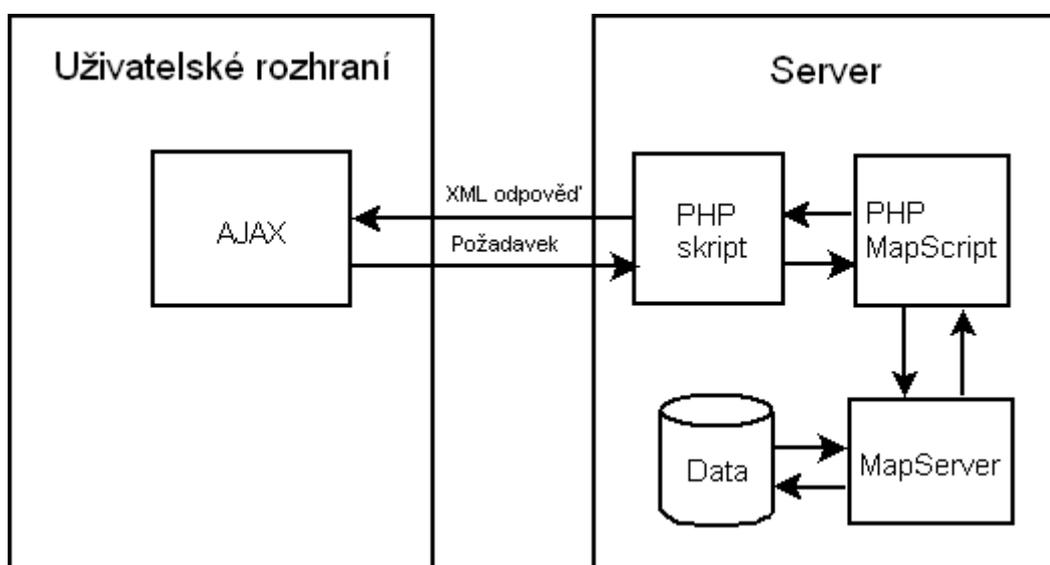 Uživatelské rozhraní
Server
AJAX
XML odpověď
Požadavek
PHP
skript
PHP
MapScript
Data
MapServer